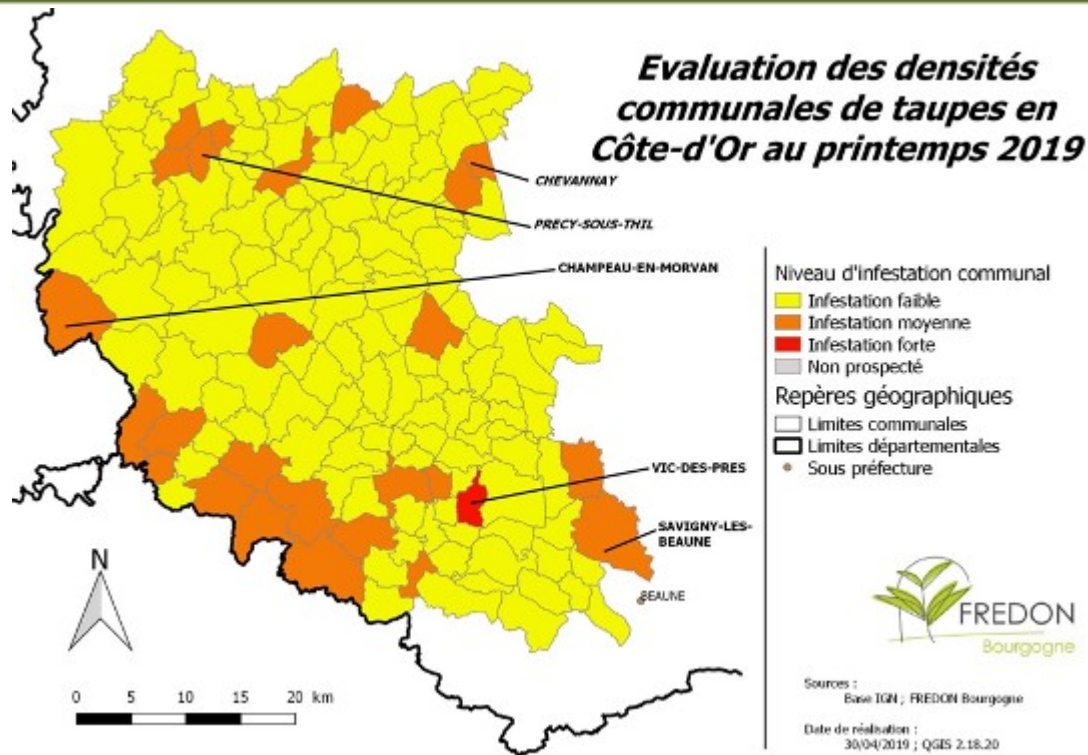 Evaluation des densités
communales de taupes en
Côte-d'Or au printemps 2019
CHEVANNAY
PRECY-SOUS-THIL
CHAMPEAU-EN-MORVAN
Niveau d'infestation communal
Infestation faible
Infestation moyenne
Infestation forte
Non prospecté
Repères géographiques
Limites communales
Limites départementales
Sous préfecture
VIC-DES-PRES
SAVIGNY-LES-
BEAUNE
BEAUNE
N
0 5 10 15 20 km
FREDON
Bourgogne
Sources :
Base IGN ; FREDON Bourgogne
Date de réalisation :
30/04/2019 ; QGIS 2.18.20